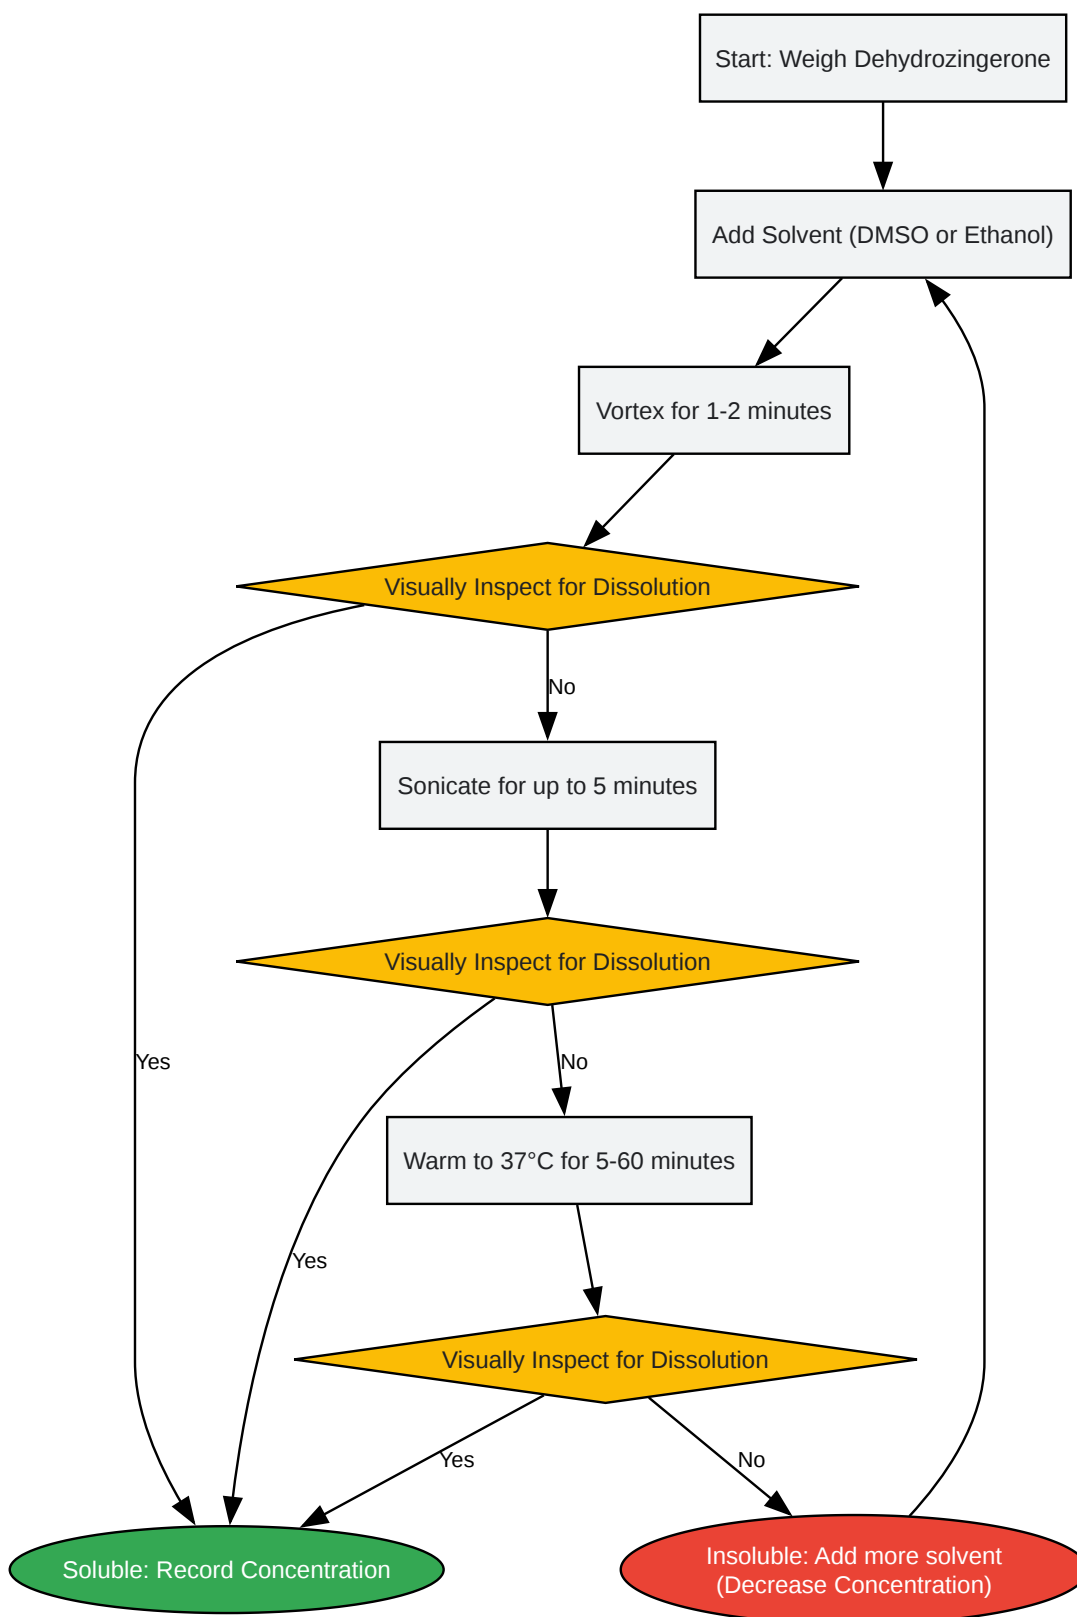 Start: Weigh Dehydrozingerone
Add Solvent (DMSO or Ethanol)
Vortex for 1-2 minutes
Visually Inspect for Dissolution
No
Sonicate for up to 5 minutes
Visually Inspect for Dissolution
Yes
No
Warm to 37°C for 5-60 minutes
Yes
Visually Inspect for Dissolution
Yes
No
Soluble: Record Concentration
Insoluble: Add more solvent
(Decrease Concentration)